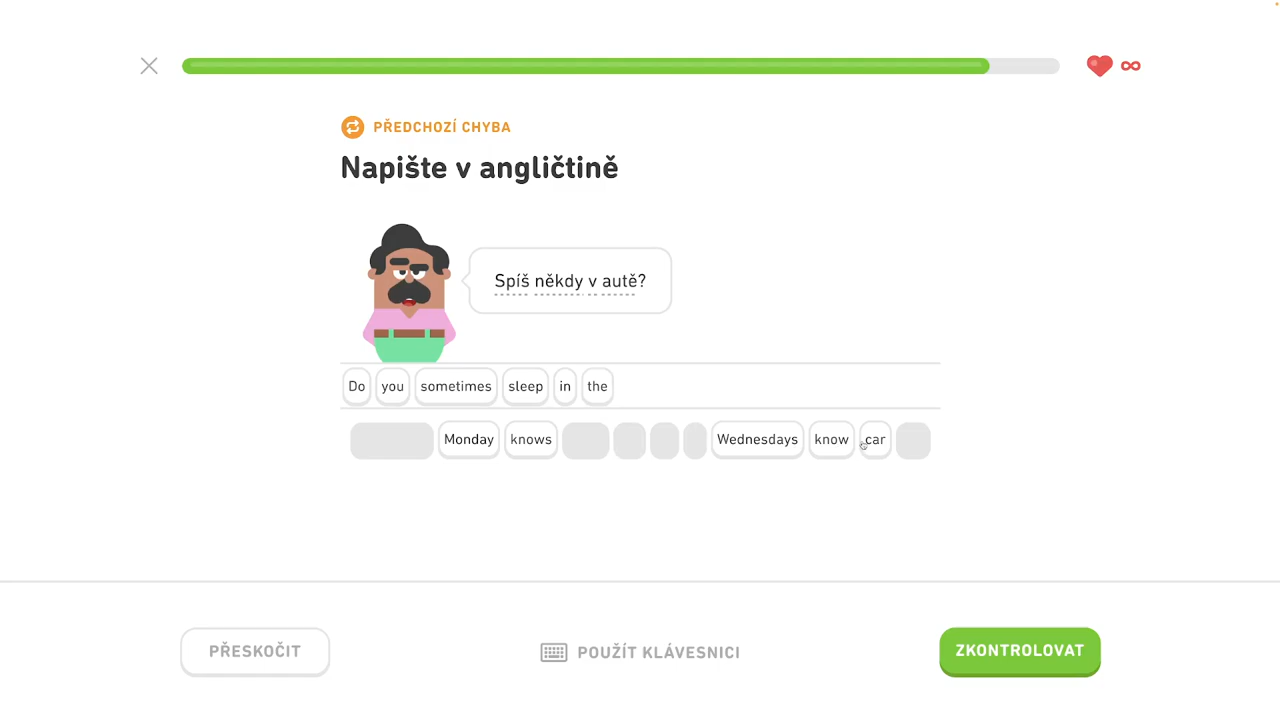 PŘEDCHOZÍ CHYBA
Napište v angličtině
Spíš někdy v autě?
Do you sometimes sleep in the
Monday knows Wednesdays know car
PŘESKOČIT POUŽÍT KLÁVESNICI ZKONTROLOVAT